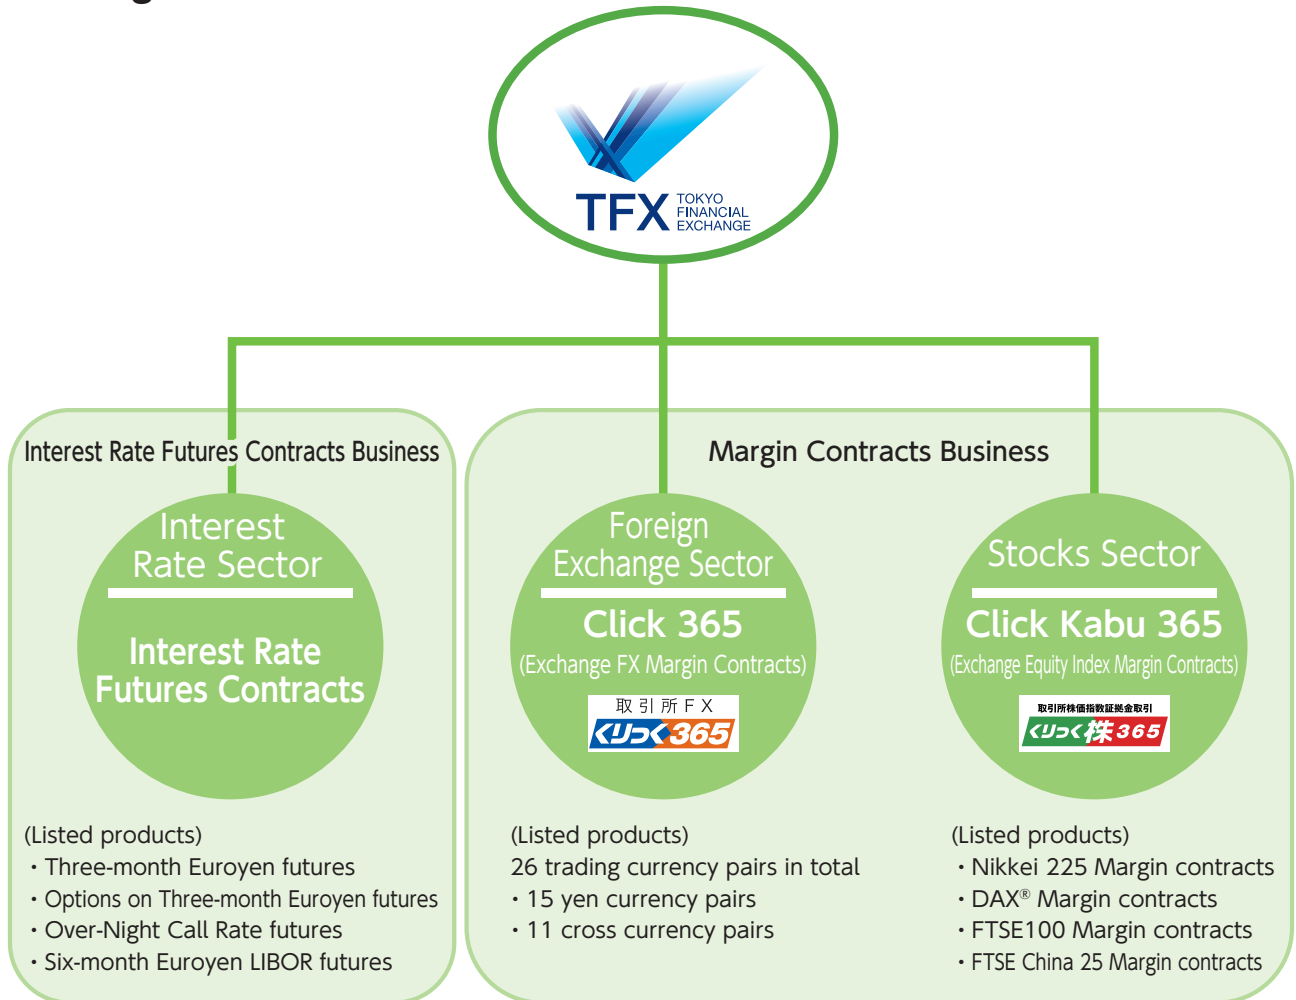 TFX
TOKYO
FINANCIAL
EXCHANGE
Interest Rate Futures Contracts Business
Interest
Rate Sector
Interest Rate
Futures Contracts
(Listed products)
・Three-month Euroyen futures
・Options on Three-month Euroyen futures
・Over-Night Call Rate futures
・Six-month Euroyen LIBOR futures
Margin Contracts Business
Foreign
Exchange Sector
Click 365
(Exchange FX Margin Contracts)
取引所FX
くりっく365
(Listed products)
26 trading currency pairs in total
・15 yen currency pairs
・11 cross currency pairs
Stocks Sector
Click Kabu 365
(Exchange Equity Index Margin Contracts)
取引所株価指数証拠金取引
くりっく株365
(Listed products)
・Nikkei 225 Margin contracts
・DAX® Margin contracts
・FTSE100 Margin contracts
・FTSE China 25 Margin contracts